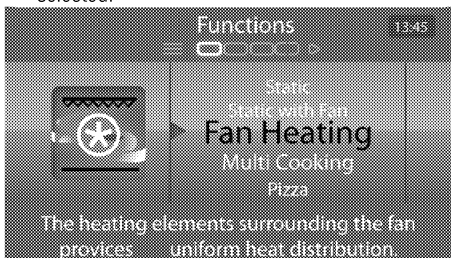 selected.
Functions
13:45
Static
Static with Fan
Fan Heating
Multi Cooking
Pizza
The heating elements surrounding the fan
provices uniform heat distribution.